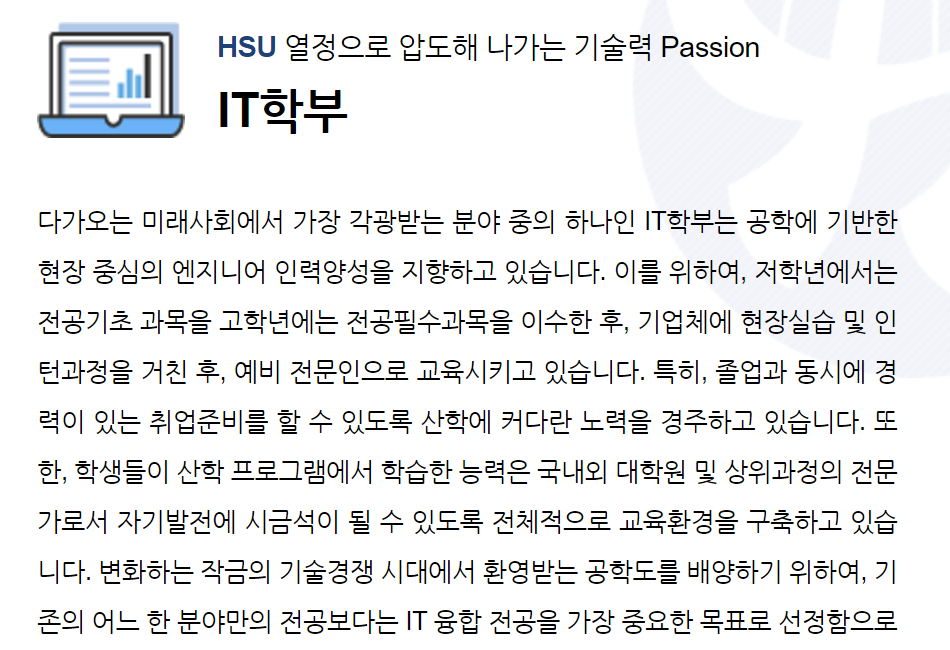 HSU 열정으로 압도해 나가는 기술력 Passion
IT학부
다가오는 미래사회에서 가장 각광받는 분야 중의 하나인 IT학부는 공학에 기반한
현장 중심의 엔지니어 인력양성을 지향하고 있습니다. 이를 위하여, 저학년에서는
전공기초 과목을 고학년에는 전공필수과목을 이수한 후, 기업체에 현장실습 및 인
턴과정을 거친 후, 예비 전문인으로 교육시키고 있습니다. 특히, 졸업과 동시에 경
력이 있는 취업준비를 할 수 있도록 산학에 커다란 노력을 경주하고 있습니다. 또
한, 학생들이 산학 프로그램에서 학습한 능력은 국내외 대학원 및 상위과정의 전문
가로서 자기발전에 시금석이 될 수 있도록 전체적으로 교육환경을 구축하고 있습
니다. 변화하는 작금의 기술경쟁 시대에서 환영받는 공학도를 배양하기 위하여, 기
존의 어느 한 분야만의 전공보다는 IT 융합 전공을 가장 중요한 목표로 선정함으로